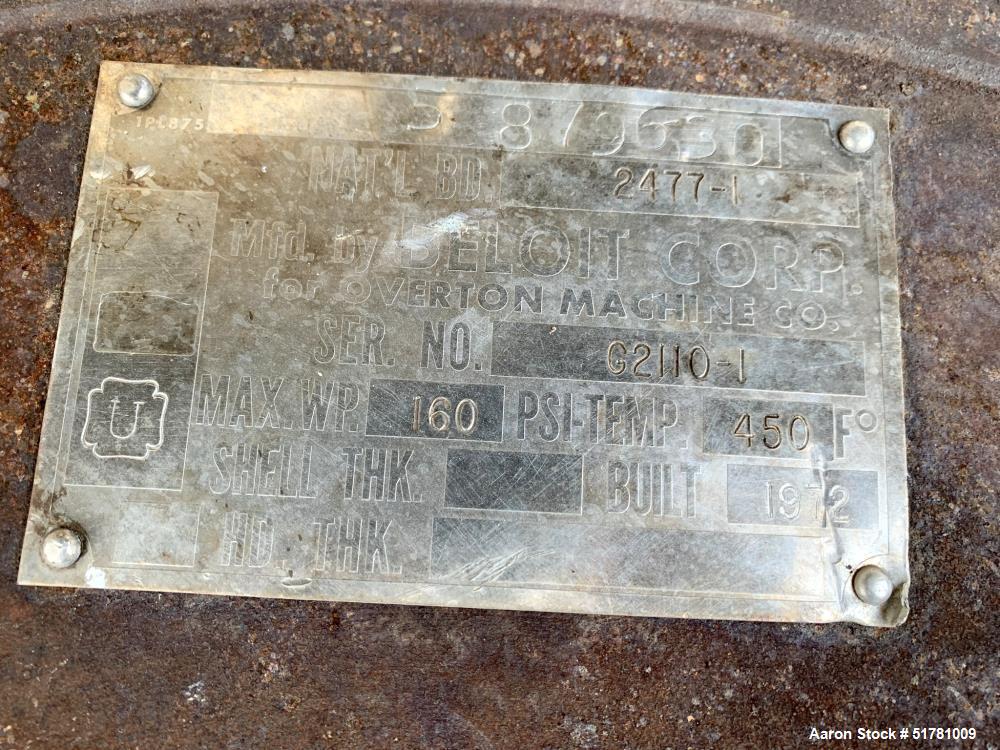 1PC875
S 879630
NAT'L BD. 2477-1
Mfd. by BELOIT CORP.
for OVERTON MACHINE CO.
SER. NO. G2110-1
U MAX. WP. 160 PSI-TEMP. 450 F°
SHELL THK. BUILT 1972
HD. THK.
Aaron Stock # 51781009